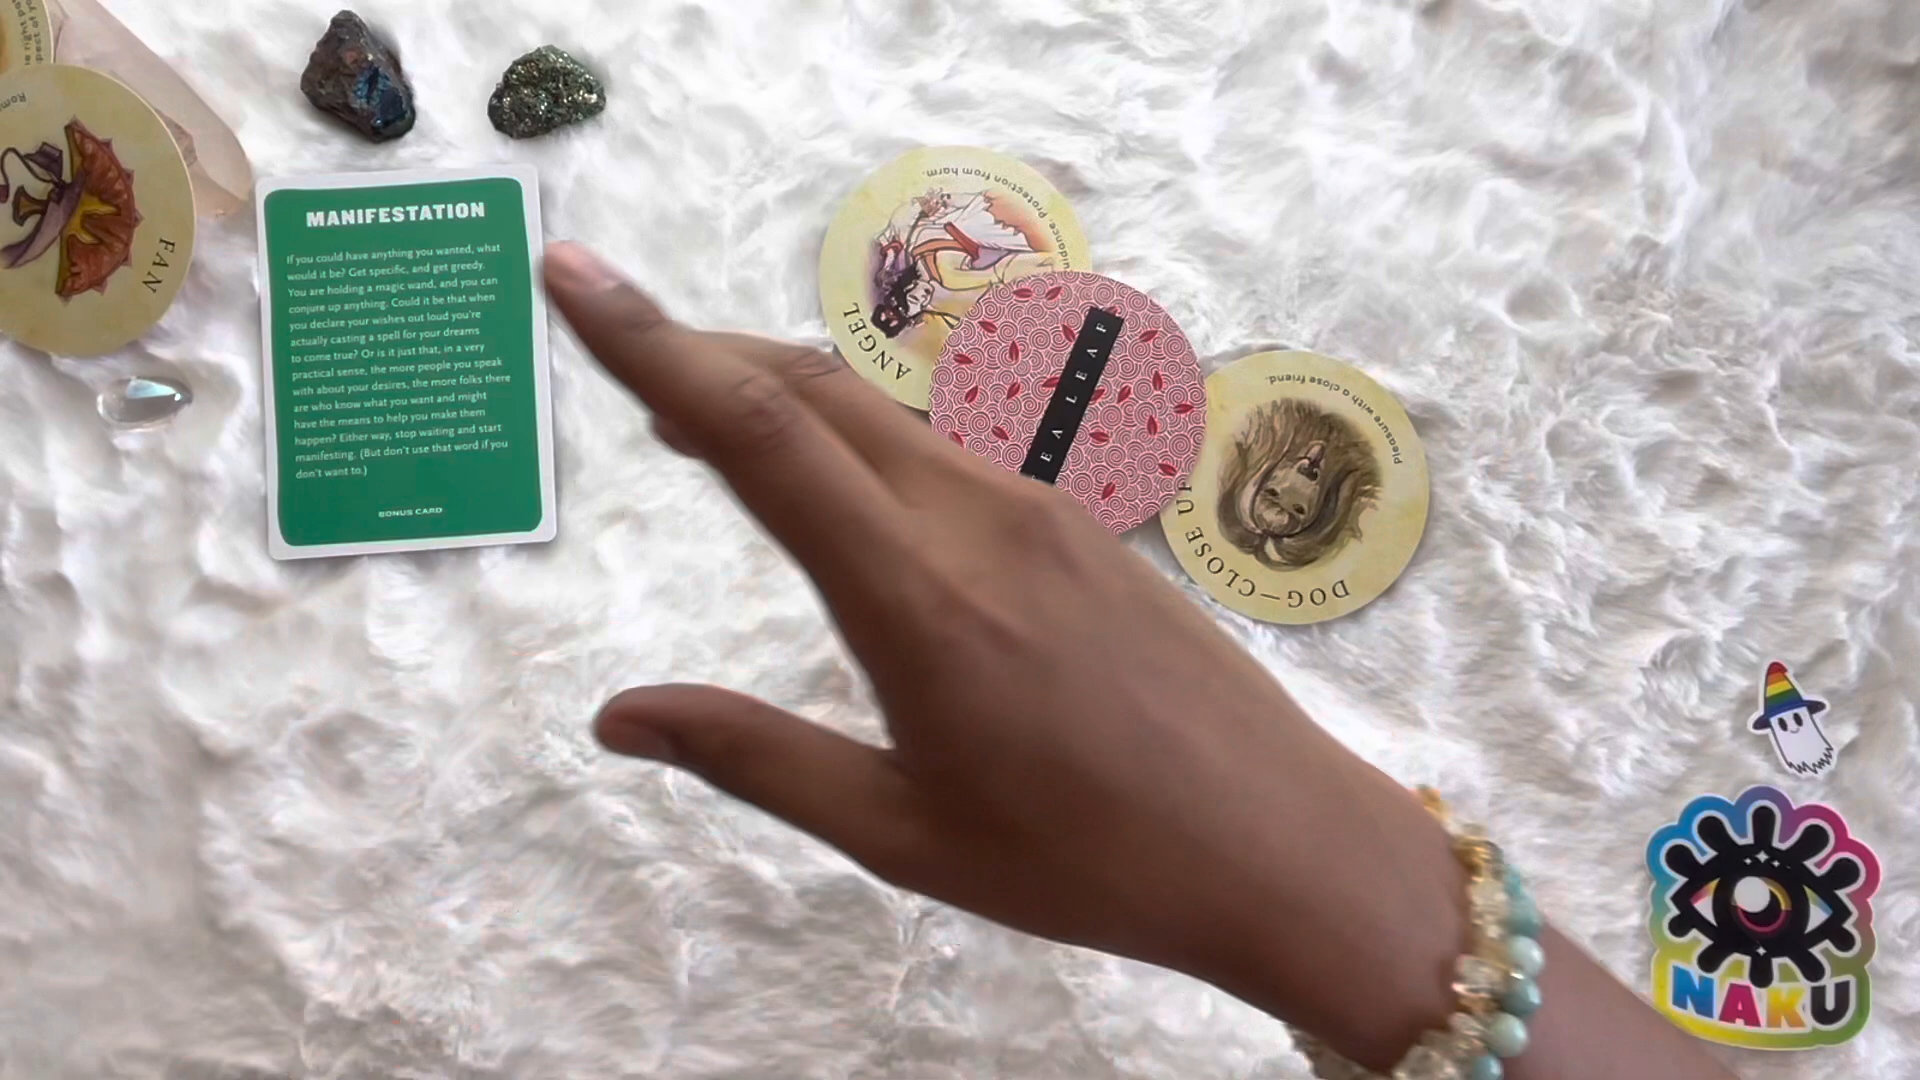 MANIFESTATION
If you could have anything you wanted, what
would it be? Get specific, and get greedy.
You are holding a magic wand, and you can
conjure up anything. Could it be that when
you declare your wishes out loud you're
actually casting a spell for your dreams
to come true? Or is it just that, in a very
practical sense, the more people you speak
with about your desires, the more folks there
are who know what you want and might
have the means to help you make them
happen? Either way, stop waiting and start
manifesting. (But don't use that word if you
don't want to.)
BONUS CARD
FAN
ANGEL
Protection from harm.
EA LEAF
DOG—CLOSE
Pleasure with a close friend.
NAKU